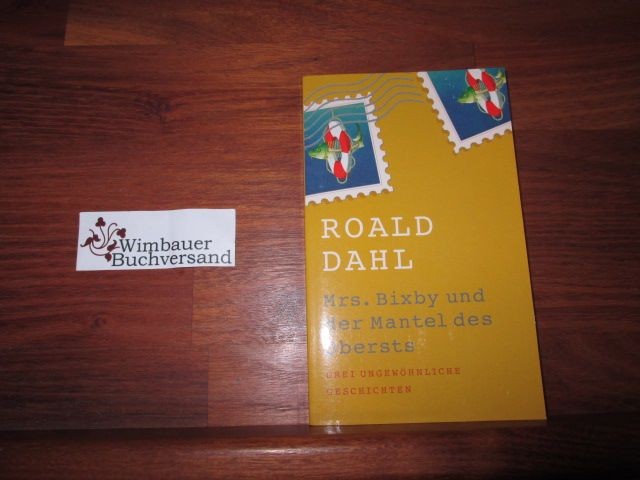 Wimbauer
Buchversand
ROALD
DAHL
Mrs. Bixby und
der Mantel des
Obersts
DREI UNGEWÖHNLICHE
GESCHICHTEN